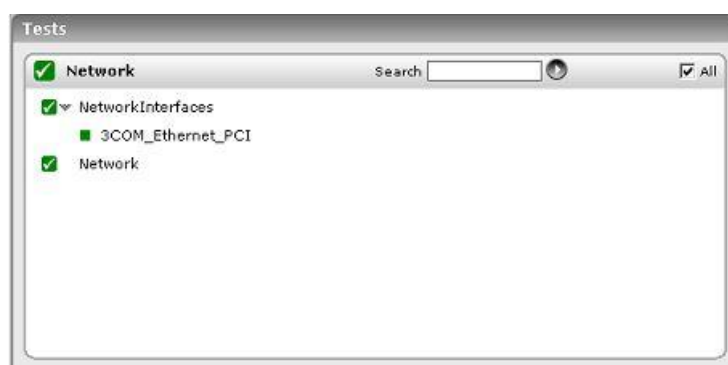 Tests
Network Search All
NetworkInterfaces
3COM_Ethernet_PCI
Network